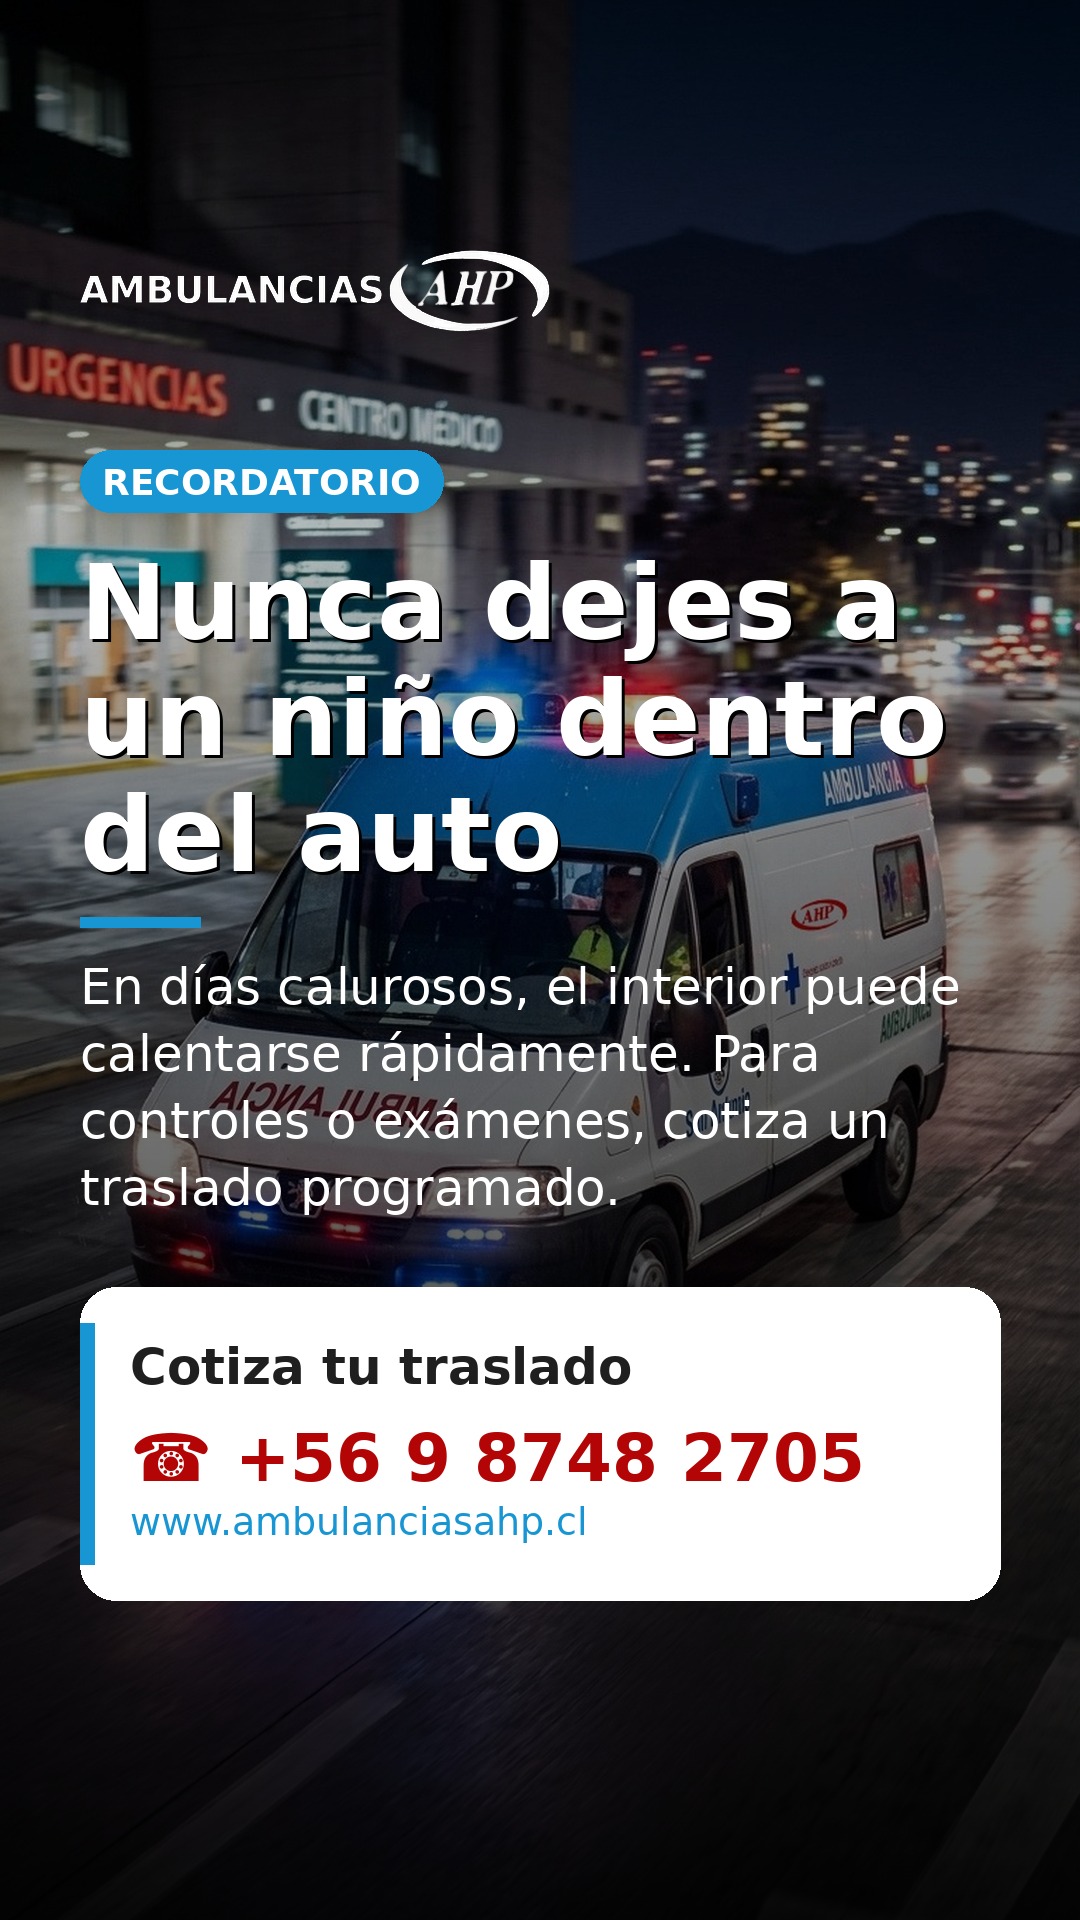 AMBULANCIAS AHP
URGENCIAS · CENTRO MÉDICO
RECORDATORIO
Nunca dejes a
un niño dentro
del auto
AMBULANCIA
AHP
En días calurosos, el interior puede
calentarse rápidamente. Para
controles o exámenes, cotiza un
traslado programado.
AMBULANCIA
Cotiza tu traslado
☎ +56 9 8748 2705
www.ambulanciasahp.cl